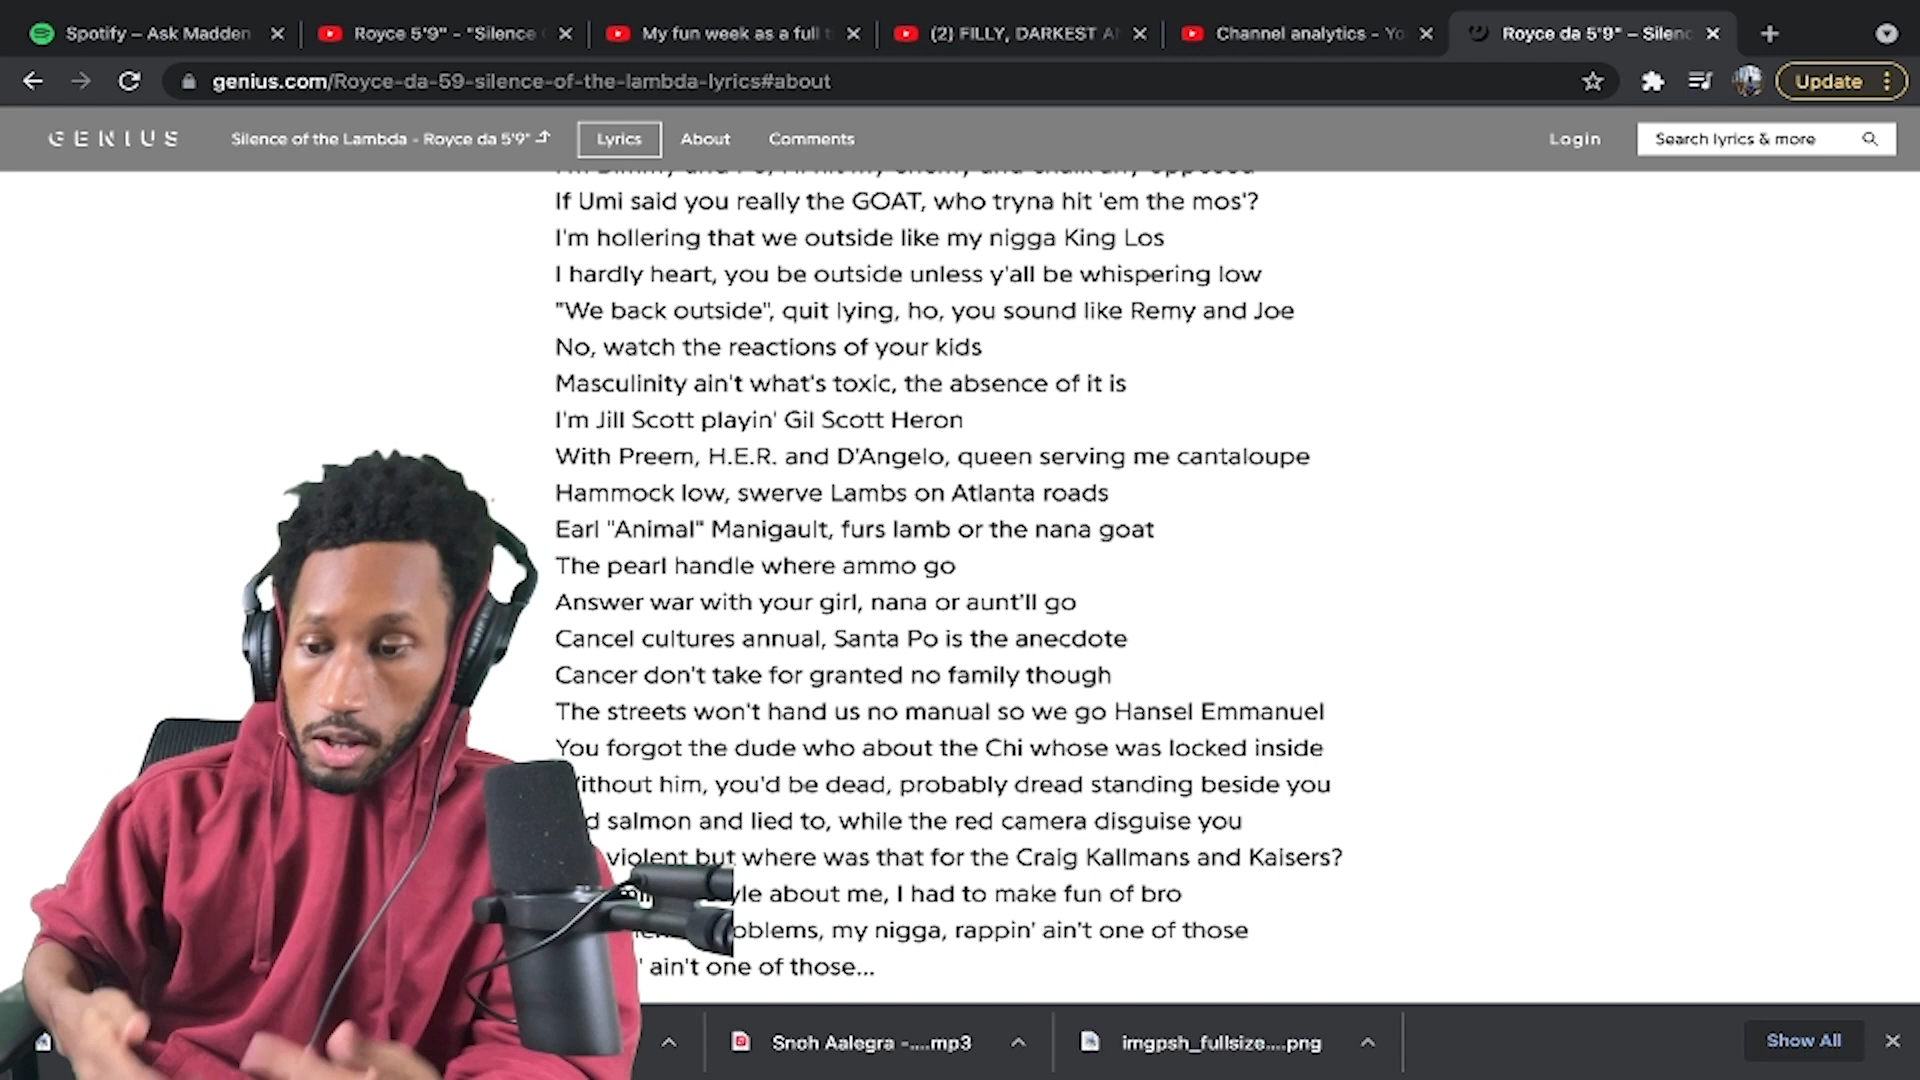 Spotify – Ask Madden
Royce 5'9" - "Silence
My fun week as a full t
(2) FILLY, DARKEST
Channel analytics - Yo
Royce da 5'9" – Silenc
genius.com/Royce-da-59-silence-of-the-lambda-lyrics#about
Update
GENIUS
Silence of the Lambda - Royce da 5'9"
Lyrics
About
Comments
Login
Search lyrics & more
If Umi said you really the GOAT, who tryna hit 'em the mos'?
I'm hollering that we outside like my nigga King Los
I hardly heart, you be outside unless y'all be whispering low
"We back outside", quit lying, ho, you sound like Remy and Joe
No, watch the reactions of your kids
Masculinity ain't what's toxic, the absence of it is
I'm Jill Scott playin' Gil Scott Heron
With Preem, H.E.R. and D'Angelo, queen serving me cantaloupe
Hammock low, swerve Lambs on Atlanta roads
Earl "Animal" Manigault, furs lamb or the nana goat
The pearl handle where ammo go
Answer war with your girl, nana or aunt'll go
Cancel cultures annual, Santa Po is the anecdote
Cancer don't take for granted no family though
The streets won't hand us no manual so we go Hansel Emmanuel
You forgot the dude who about the Chi whose was locked inside
ithout him, you'd be dead, probably dread standing beside you
d salmon and lied to, while the red camera disguise you
violent but where was that for the Craig Kallmans and Kaisers?
yle about me, I had to make fun of bro
oblems, my nigga, rappin' ain't one of those
' ain't one of those...
Snoh Aalegra -....mp3
imgpsh_fullsize....png
Show All